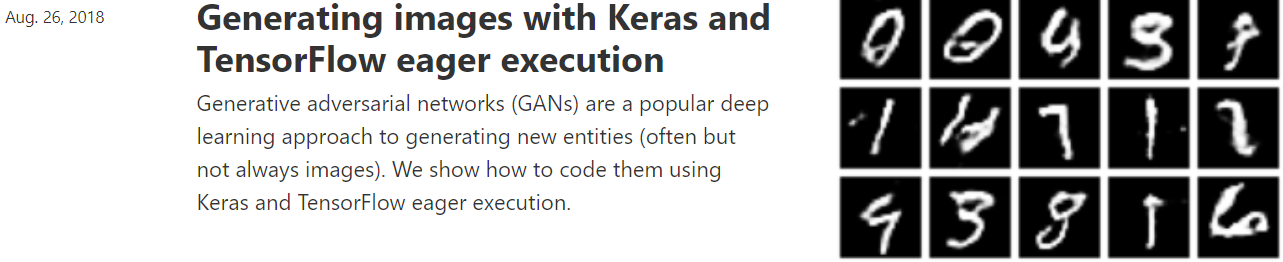 Aug. 26, 2018
Generating images with Keras and
TensorFlow eager execution
Generative adversarial networks (GANs) are a popular deep
learning approach to generating new entities (often but
not always images). We show how to code them using
Keras and TensorFlow eager execution.